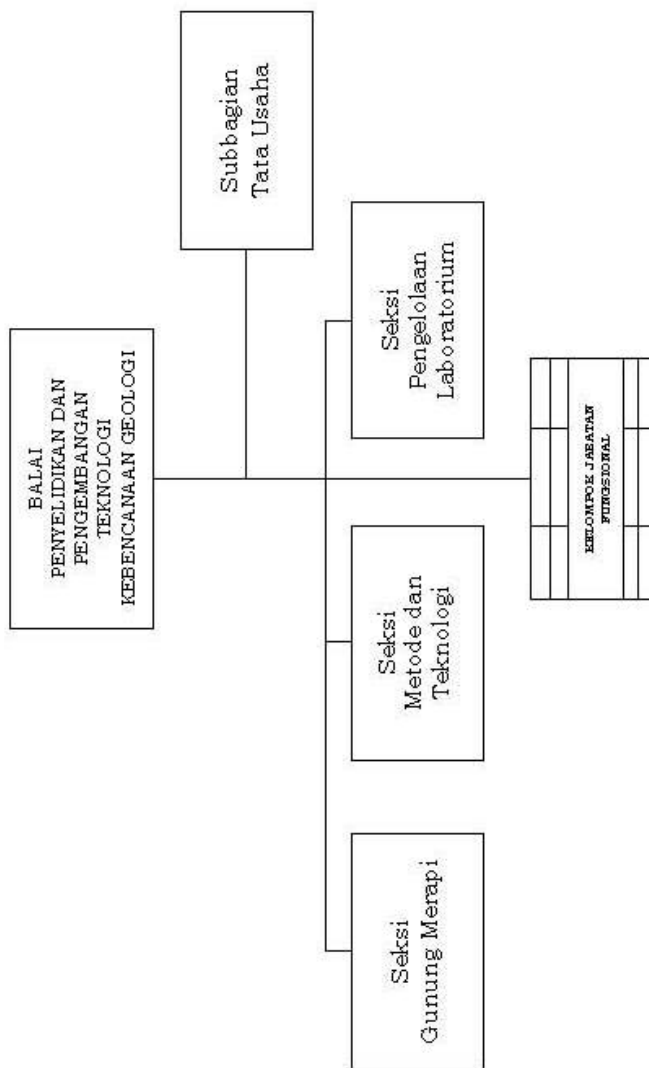 BALAI
PENYELIDIKAN DAN
PENGEMBANGAN
TEKNOLOGI
KEBENCANAAN GEOLOGI
Subbagian
Tata Usaha
Seksi
Gunung Merapi
Seksi
Metode dan
Teknologi
Seksi
Pengelolaan
Laboratorium
KELOMPOK JABATAN
FUNGSIONAL